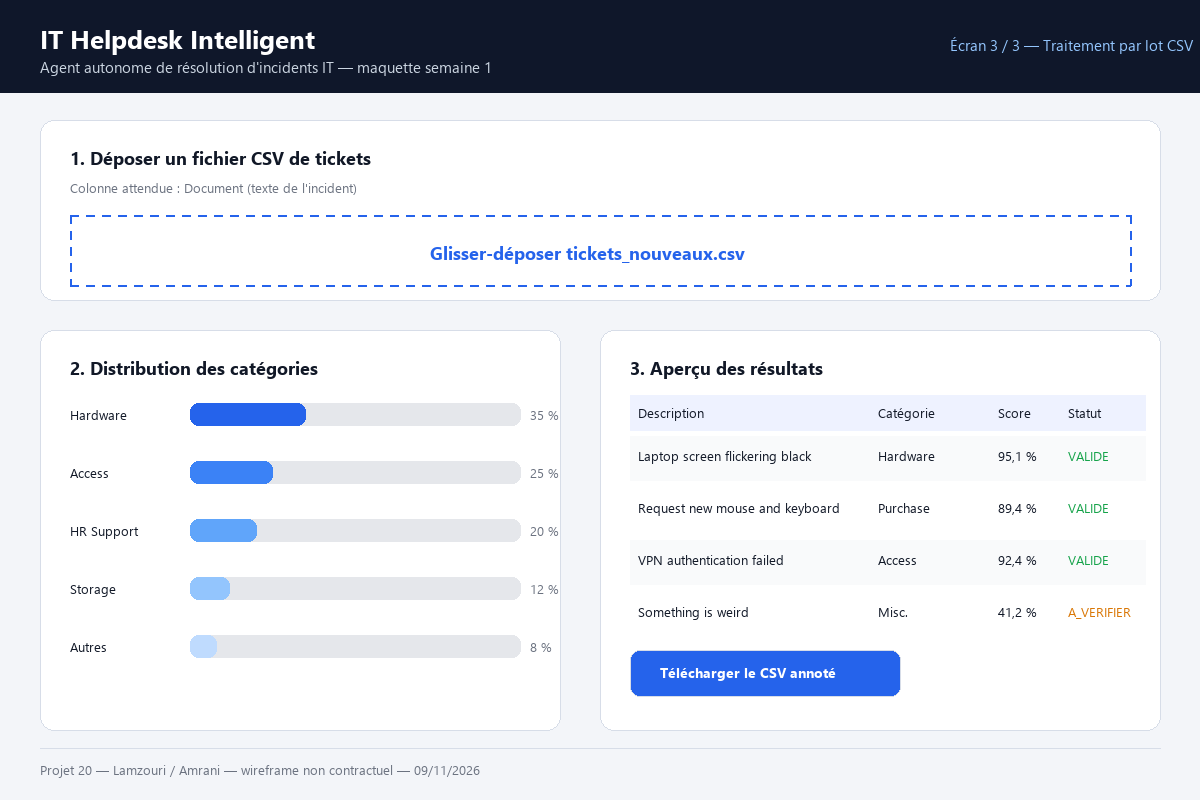 IT Helpdesk Intelligent
Agent autonome de résolution d'incidents IT — maquette semaine 1
Écran 3 / 3 — Traitement par lot CSV
1. Déposer un fichier CSV de tickets
Colonne attendue : Document (texte de l'incident)
Glisser-déposer tickets_nouveaux.csv
2. Distribution des catégories
Hardware 35 %
Access 25 %
HR Support 20 %
Storage 12 %
Autres 8 %
3. Aperçu des résultats
Description Catégorie Score Statut
Laptop screen flickering black Hardware 95,1 % VALIDE
Request new mouse and keyboard Purchase 89,4 % VALIDE
VPN authentication failed Access 92,4 % VALIDE
Something is weird Misc. 41,2 % A_VERIFIER
Télécharger le CSV annoté
Projet 20 — Lamzouri / Amrani — wireframe non contractuel — 09/11/2026